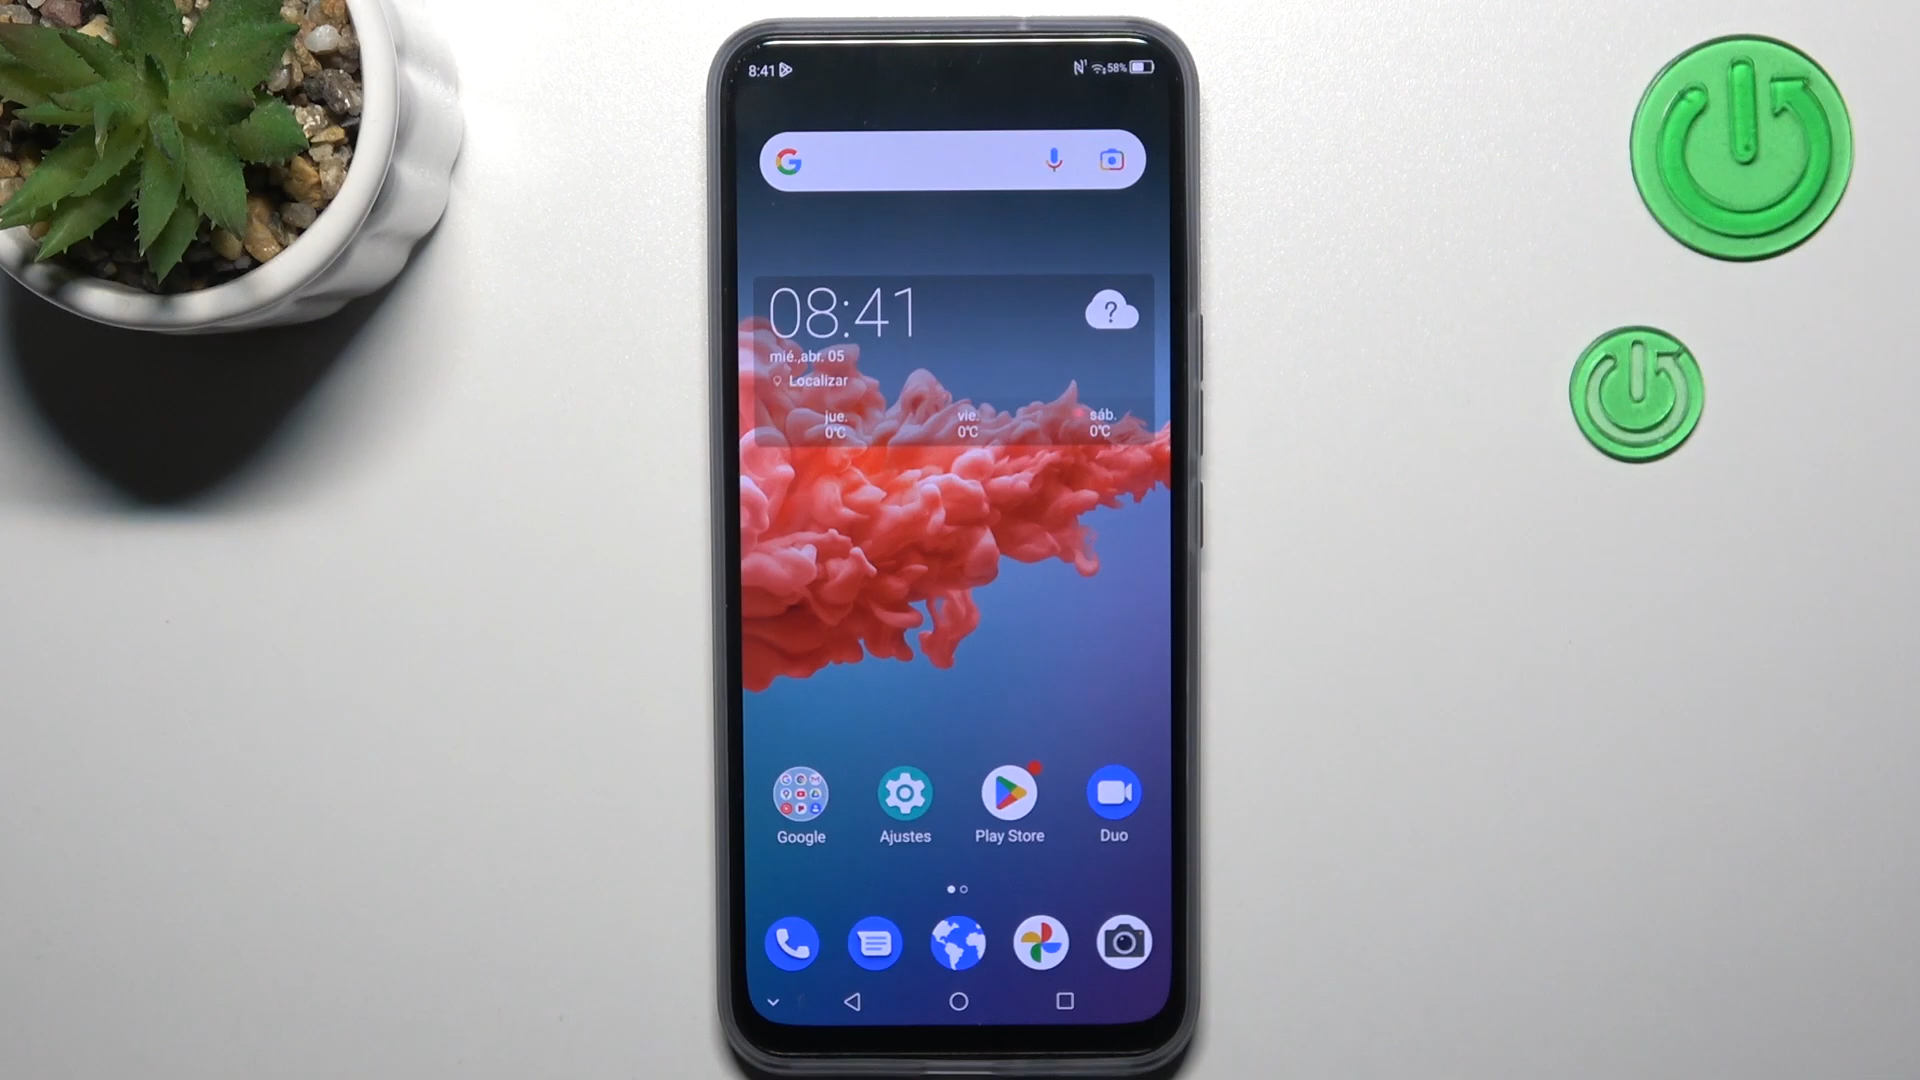 8:41
58%
08:41
?
mié.,abr. 05
Localizar
jue. vie. sáb.
0°C 0°C 0°C
Google Ajustes Play Store Duo